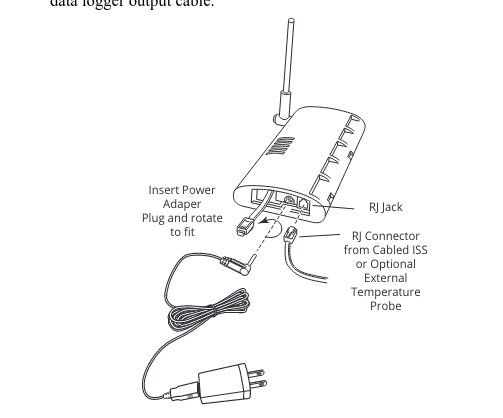 data logger output cable.
Insert Power
Adaper
Plug and rotate
to fit
RJ Jack
RJ Connector
from Cabled ISS
or Optional
External
Temperature
Probe